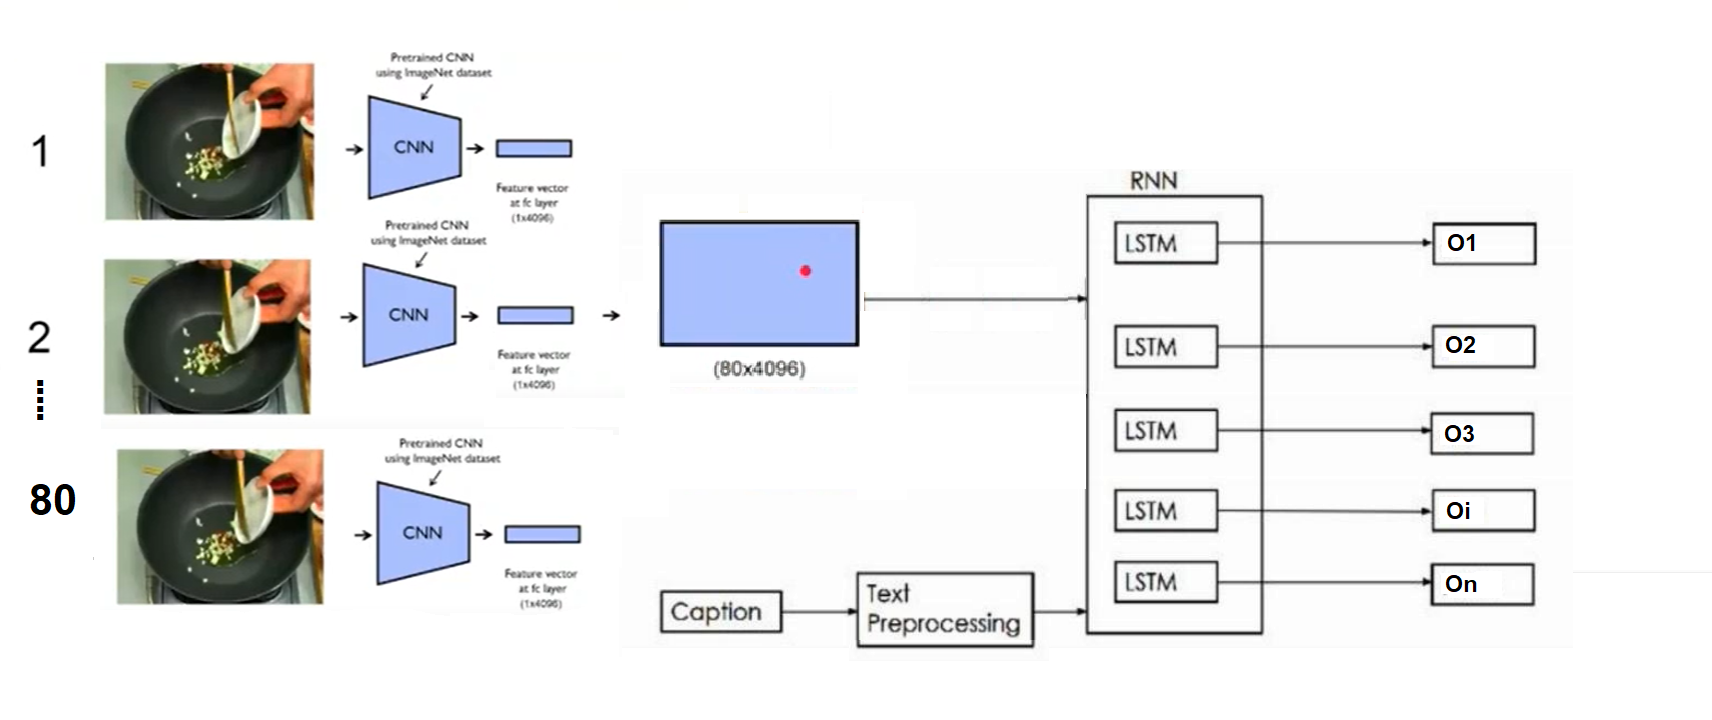 1
Pretrained CNN
using ImageNet dataset
CNN
Feature vector
at fc layer
(1x4096)
2
Pretrained CNN
using ImageNet dataset
CNN
Feature vector
at fc layer
(1x4096)
80
Pretrained CNN
using ImageNet dataset
CNN
Feature vector
at fc layer
(1x4096)
(80x4096)
Caption
Text
Preprocessing
RNN
LSTM
O1
LSTM
O2
LSTM
O3
LSTM
Oi
LSTM
On